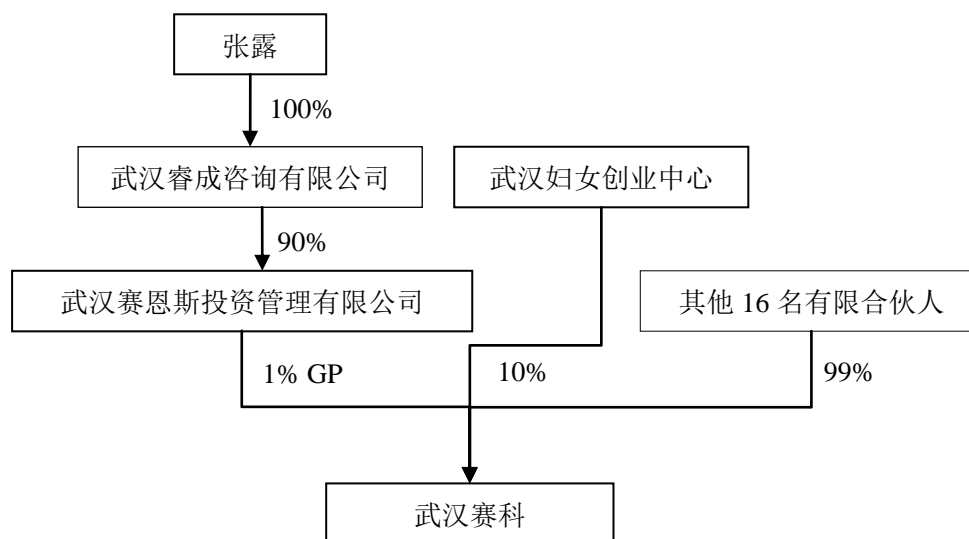 张露
100%
武汉睿成咨询有限公司
武汉妇女创业中心
90%
武汉赛恩斯投资管理有限公司
其他 16 名有限合伙人
1% GP
10%
99%
武汉赛科